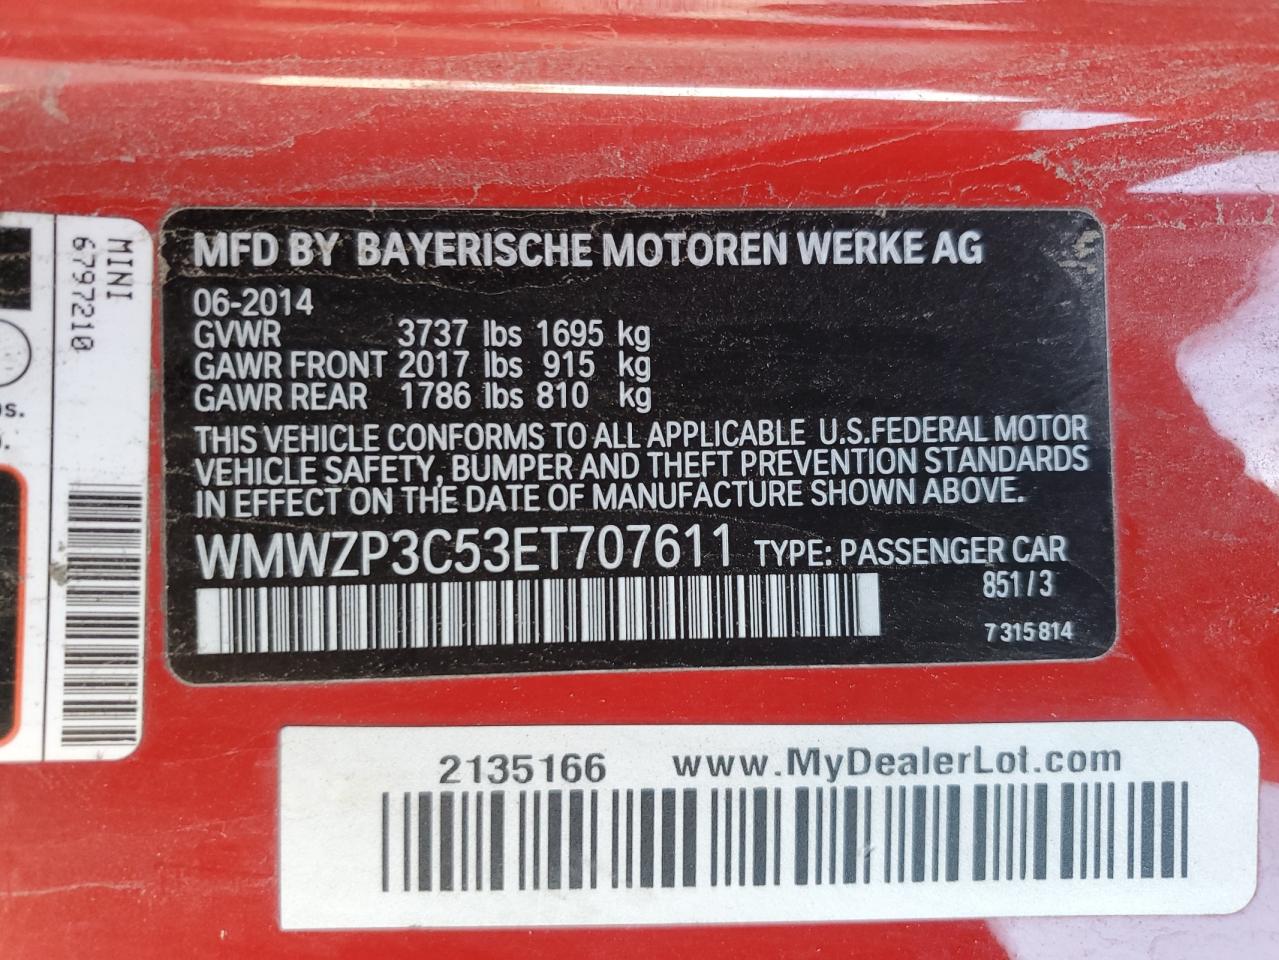 MFD BY BAYERISCHE MOTOREN WERKE AG
06-2014
GVWR 3737 lbs 1695 kg
GAWR FRONT 2017 lbs 915 kg
GAWR REAR 1786 lbs 810 kg
THIS VEHICLE CONFORMS TO ALL APPLICABLE U.S.FEDERAL MOTOR
VEHICLE SAFETY, BUMPER AND THEFT PREVENTION STANDARDS
IN EFFECT ON THE DATE OF MANUFACTURE SHOWN ABOVE.
WMWZP3C53ET707611 TYPE: PASSENGER CAR
851/3
7 315 814
MINI
6797210
2135166 www.MyDealerLot.com